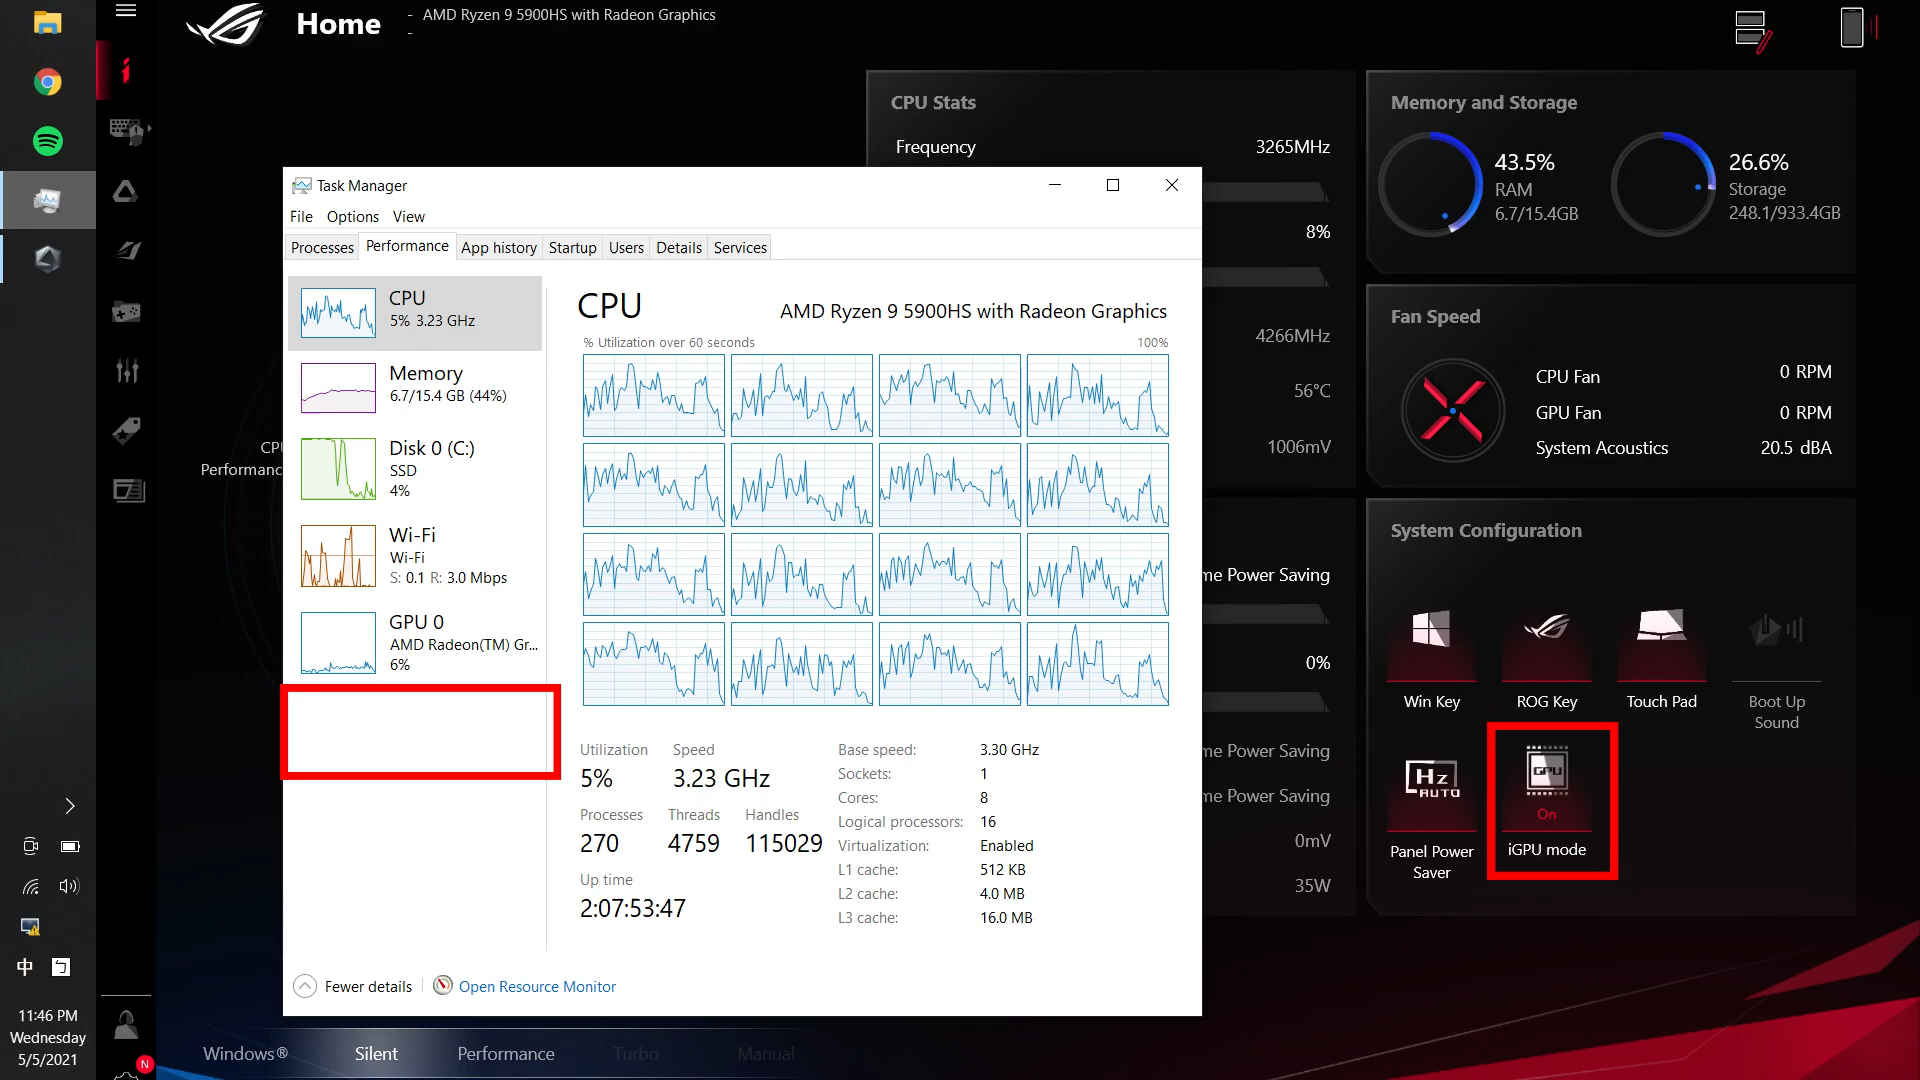 Home
- AMD Ryzen 9 5900HS with Radeon Graphics
-
CPU Stats
Frequency 3265MHz
8%
4266MHz
56°C
1006mV
Memory and Storage
43.5%
RAM
6.7/15.4GB
26.6%
Storage
248.1/933.4GB
Fan Speed
CPU Fan 0 RPM
GPU Fan 0 RPM
System Acoustics 20.5 dBA
System Configuration
Win Key
ROG Key
Touch Pad
Boot Up
Sound
Hz
AUTO
Panel Power
Saver
GPU
On
iGPU mode
CPU
Performanc
me Power Saving
0%
me Power Saving
me Power Saving
0mV
35W
Task Manager
File Options View
Processes Performance App history Startup Users Details Services
CPU
5% 3.23 GHz
Memory
6.7/15.4 GB (44%)
Disk 0 (C:)
SSD
4%
Wi-Fi
Wi-Fi
S: 0.1 R: 3.0 Mbps
GPU 0
AMD Radeon(TM) Gr...
6%
CPU AMD Ryzen 9 5900HS with Radeon Graphics
% Utilization over 60 seconds 100%
Utilization Speed
5% 3.23 GHz
Processes Threads Handles
270 4759 115029
Up time
2:07:53:47
Base speed: 3.30 GHz
Sockets: 1
Cores: 8
Logical processors: 16
Virtualization: Enabled
L1 cache: 512 KB
L2 cache: 4.0 MB
L3 cache: 16.0 MB
Fewer details Open Resource Monitor
Windows® Silent Performance Turbo Manual
中 ㄅ
11:46 PM
Wednesday
5/5/2021
N